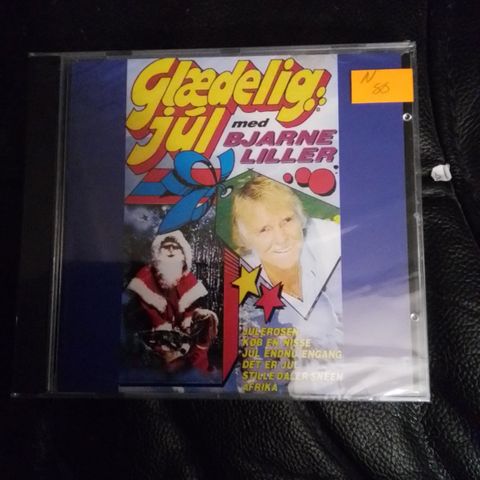 Glædelig
jul
med
BJARNE
LILLER
N
85
JULEROSEN
KØB EN NISSE
JUL ENDNU ENGANG
DET ER JUL
STILLE DALER SNEEN
AFRIKA